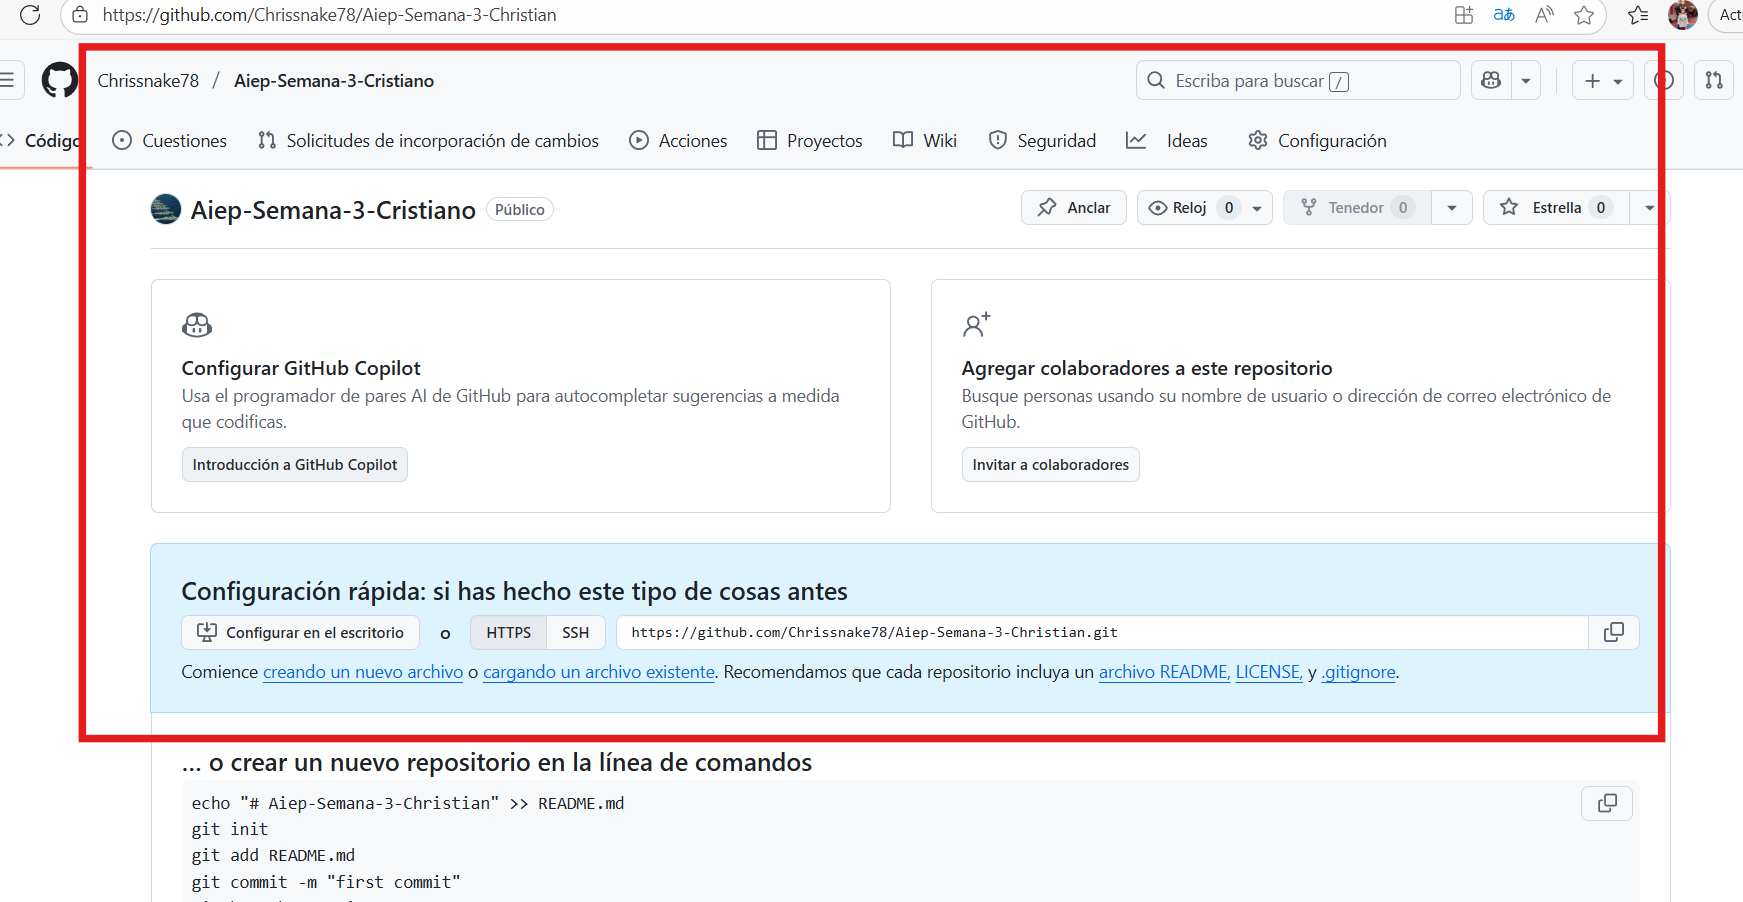 https://github.com/Chrissnake78/Aiep-Semana-3-Christian
Chrissnake78 / Aiep-Semana-3-Cristiano
Escriba para buscar /
Cuestiones Solicitudes de incorporación de cambios Acciones Proyectos Wiki Seguridad Ideas Configuración
Aiep-Semana-3-Cristiano Público
Anclar Reloj 0 Tenedor 0 Estrella 0
Configurar GitHub Copilot
Usa el programador de pares AI de GitHub para autocompletar sugerencias a medida
que codificas.
Introducción a GitHub Copilot
Agregar colaboradores a este repositorio
Busque personas usando su nombre de usuario o dirección de correo electrónico de
GitHub.
Invitar a colaboradores
Configuración rápida: si has hecho este tipo de cosas antes
Configurar en el escritorio o HTTPS SSH https://github.com/Chrissnake78/Aiep-Semana-3-Christian.git
Comience creando un nuevo archivo o cargando un archivo existente. Recomendamos que cada repositorio incluya un archivo README, LICENSE, y .gitignore.
... o crear un nuevo repositorio en la línea de comandos
echo "# Aiep-Semana-3-Christian" >> README.md
git init
git add README.md
git commit -m "first commit"